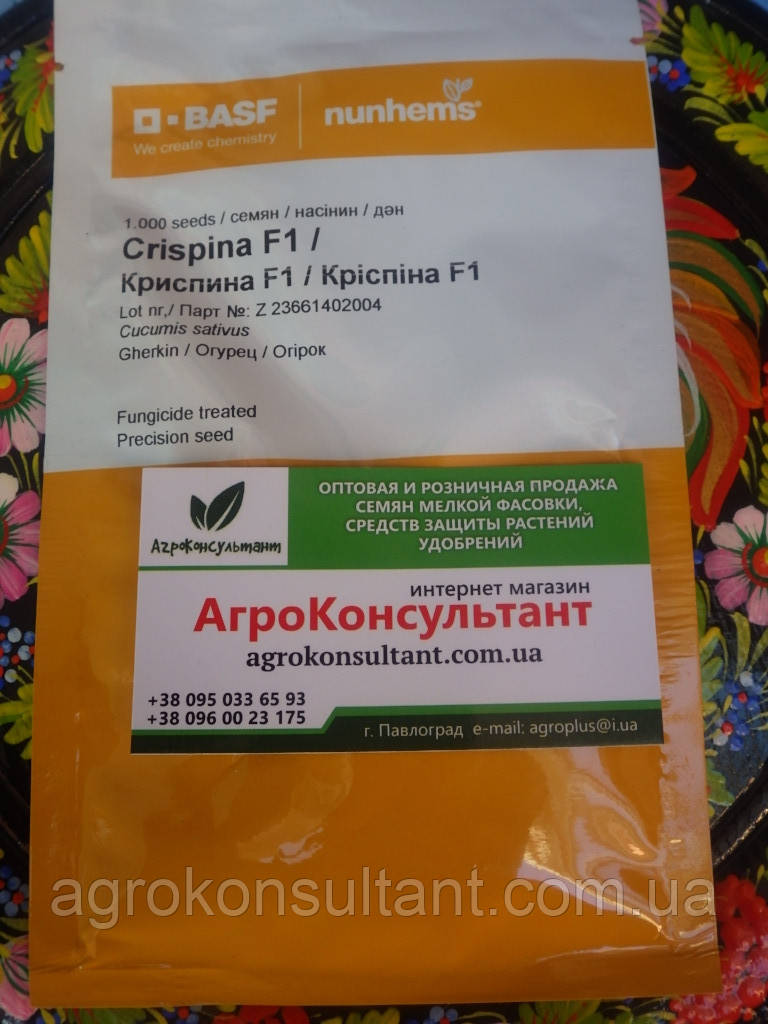 BASF
We create chemistry
nunhems®
1.000 seeds / семян / насінин / дән
Crispina F1 /
Криспина F1 / Кріспіна F1
Lot nr,/ Парт №: Z 23661402004
Cucumis sativus
Gherkin / Огурец / Огірок
Fungicide treated
Precision seed
АгроКонсультант
ОПТОВАЯ И РОЗНИЧНАЯ ПРОДАЖА
СЕМЯН МЕЛКОЙ ФАСОВКИ,
СРЕДСТВ ЗАЩИТЫ РАСТЕНИЙ
УДОБРЕНИЙ
интернет магазин
АгроКонсультант
agrokonsultant.com.ua
+38 095 033 65 93
+38 096 00 23 175
г. Павлоград e-mail: agroplus@i.ua
agrokonsultant.com.ua